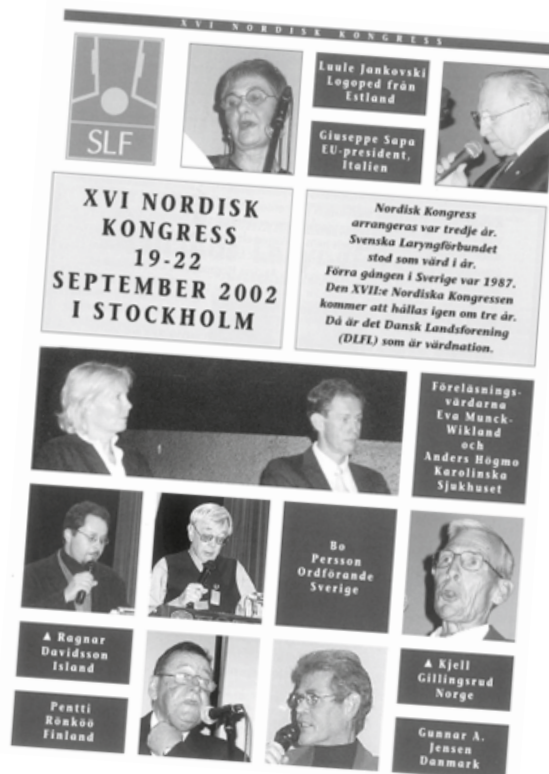 XVI NORDISK KONGRESS
SLF
Luule Jankovski
Logoped från
Estland
Giuseppe Sapa
EU-president,
Italien
XVI NORDISK
KONGRESS
19-22
SEPTEMBER 2002
I STOCKHOLM
Nordisk Kongress
arrangeras var tredje år.
Svenska Laryngförbundet
stod som värd i år.
Förra gången i Sverige var 1987.
Den XVII:e Nordiska Kongressen
kommer att hållas igen om tre år.
Då är det Dansk Landsforening
(DLFL) som är värdnation.
Föreläsnings-
värdarna
Eva Munck-
Wikland
och
Anders Högmo
Karolinska
Sjukhuset
Bo
Persson
Ordförande
Sverige
▲ Ragnar
Davidsson
Island
▲ Kjell
Gillingsrud
Norge
Pentti
Rönköö
Finland
Gunnar A.
Jensen
Danmark